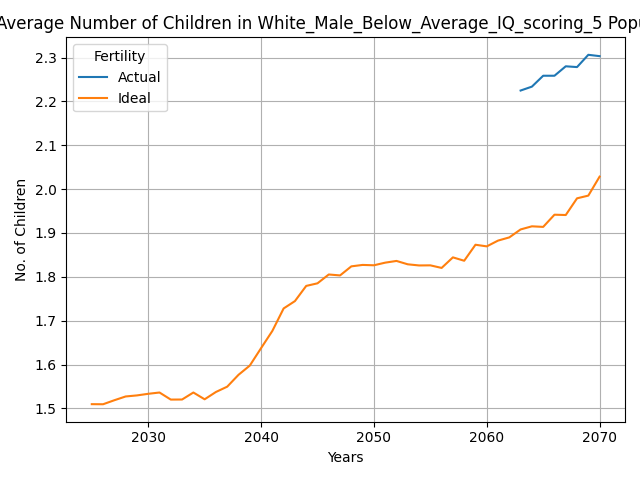 Average Number of Children in White_Male_Below_Average_IQ_scoring_5 Popu
Fertility
Actual
Ideal
2.3
2.2
2.1
2.0
1.9
1.8
1.7
1.6
1.5
No. of Children
2030 2040 2050 2060 2070
Years